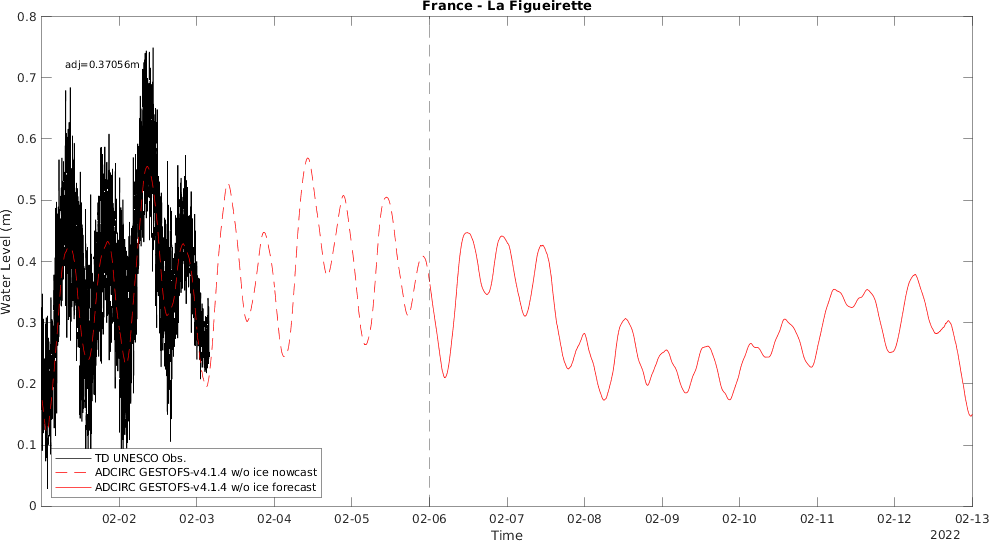 France - La Figueirette
adj=0.37056m
Water Level (m)
0.8
0.7
0.6
0.5
0.4
0.3
0.2
0.1
0
TD UNESCO Obs.
ADCIRC GESTOFS-v4.1.4 w/o ice nowcast
ADCIRC GESTOFS-v4.1.4 w/o ice forecast
02-02 02-03 02-04 02-05 02-06 02-07 02-08 02-09 02-10 02-11 02-12 02-13
Time
2022